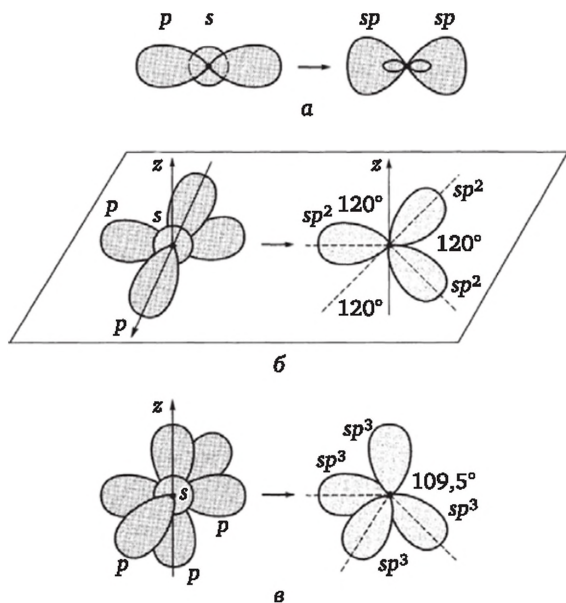 p s sp sp
а
z z
p s sp² 120° sp²
120°
p 120° sp²
б
z sp³
sp³
s 109,5°
p sp³
p p sp³
в